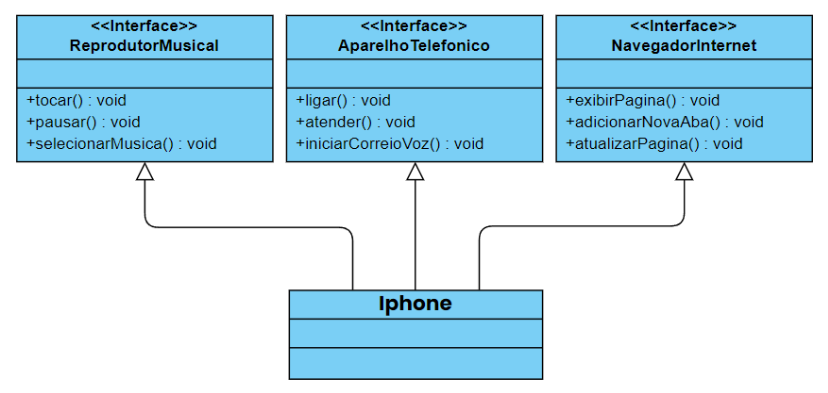 <<Interface>>
ReprodutorMusical
+tocar() : void
+pausar() : void
+selecionarMusica() : void
<<Interface>>
AparelhoTelefonico
+ligar() : void
+atender() : void
+iniciarCorreioVoz() : void
<<Interface>>
NavegadorInternet
+exibirPagina() : void
+adicionarNovaAba() : void
+atualizarPagina() : void
Iphone